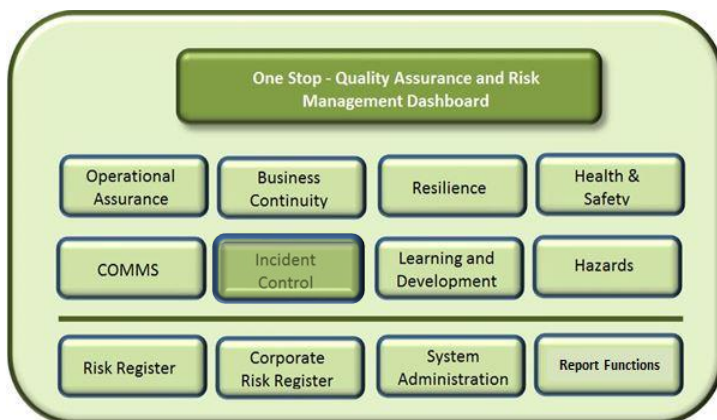 One Stop - Quality Assurance and Risk
Management Dashboard
Operational
Assurance
Business
Continuity
Resilience
Health &
Safety
COMMS
Incident
Control
Learning and
Development
Hazards
Risk Register
Corporate
Risk Register
System
Administration
Report Functions